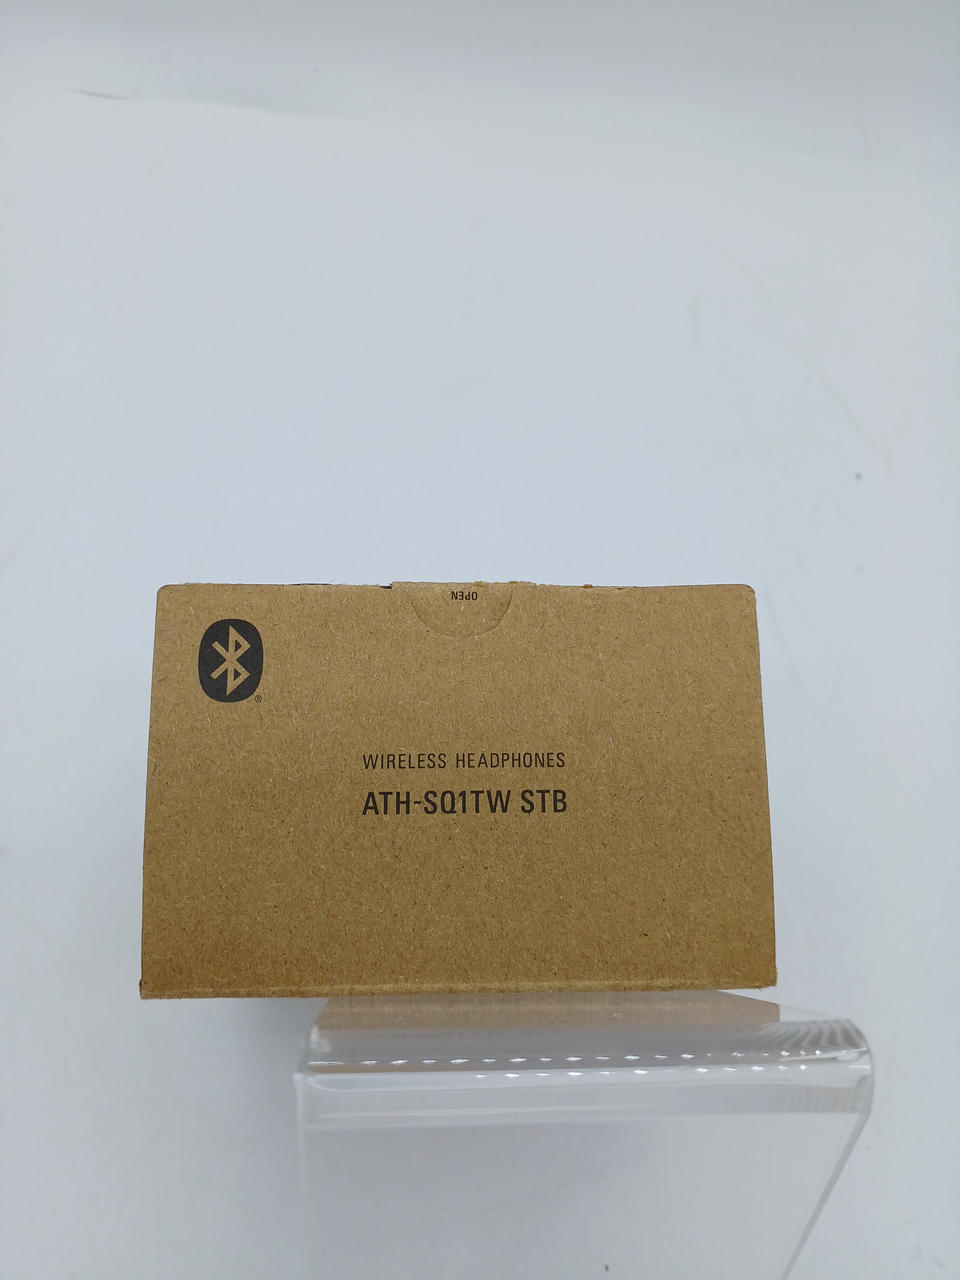 OPEN
®
WIRELESS HEADPHONES
ATH-SQ1TW STB